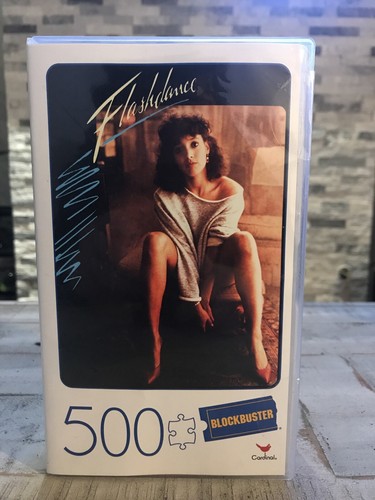 Flashdance
500
BLOCKBUSTER
Cardinal